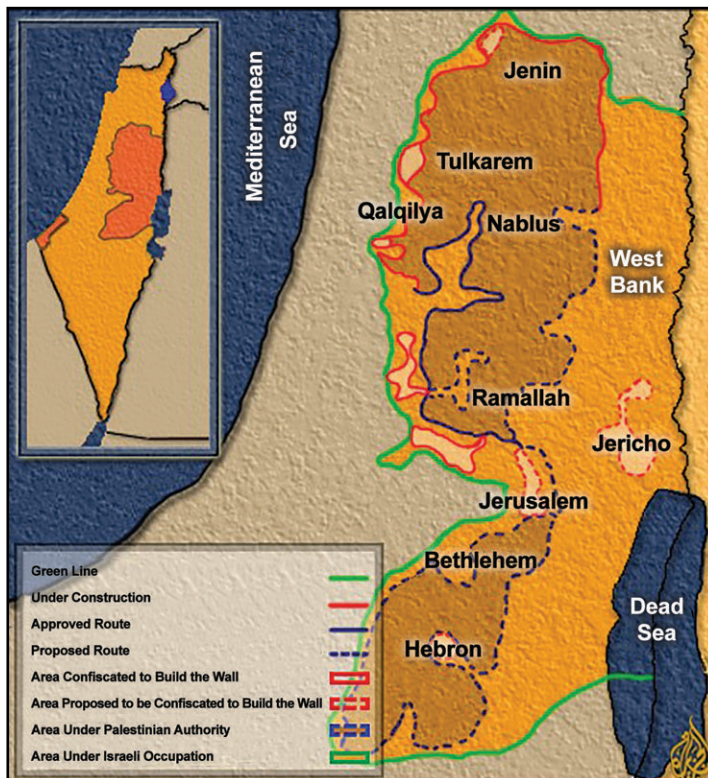 Mediterranean
Sea
Jenin
Tulkarem
Qalqilya
Nablus
West
Bank
Ramallah
Jericho
Jerusalem
Bethlehem
Dead
Sea
Hebron
Green Line
Under Construction
Approved Route
Proposed Route
Area Confiscated to Build the Wall
Area Proposed to be Confiscated to Build the Wall
Area Under Palestinian Authority
Area Under Israeli Occupation